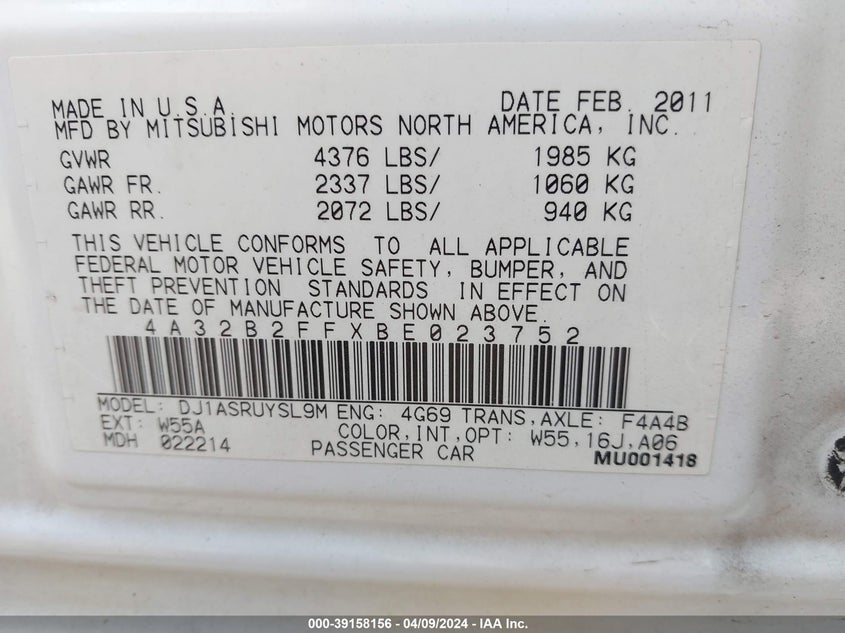 MADE IN U.S.A. DATE FEB. 2011
MFD BY MITSUBISHI MOTORS NORTH AMERICA, INC.
GVWR 4376 LBS/ 1985 KG
GAWR FR. 2337 LBS/ 1060 KG
GAWR RR. 2072 LBS/ 940 KG
THIS VEHICLE CONFORMS TO ALL APPLICABLE
FEDERAL MOTOR VEHICLE SAFETY, BUMPER, AND
THEFT PREVENTION STANDARDS IN EFFECT ON
THE DATE OF MANUFACTURE SHOWN ABOVE.
4A32B2FFXBE023752
MODEL: DJ1ASRUYSL9M ENG: 4G69 TRANS,AXLE: F4A4B
EXT: W55A COLOR,INT,OPT: W55,16J,A06
MDH 022214 PASSENGER CAR MU001418
000-39158156 - 04/09/2024 - IAA Inc.